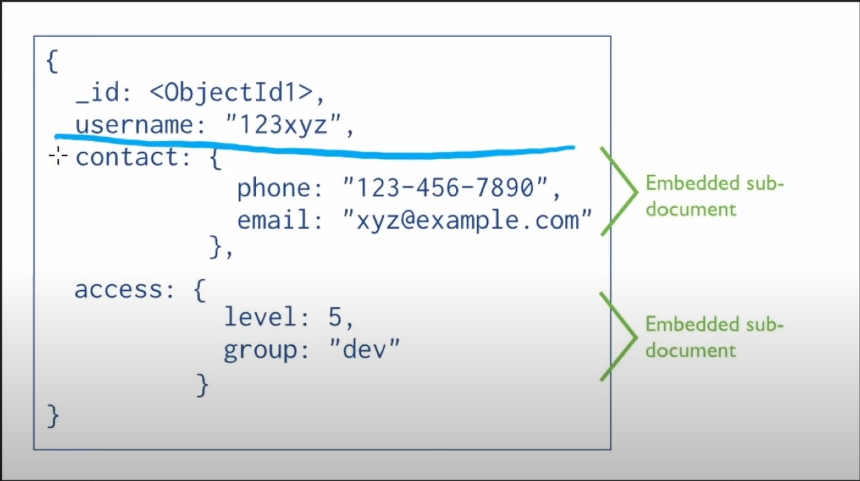 {
_id: <ObjectId1>,
username: "123xyz",
contact: {
phone: "123-456-7890",
email: "xyz@example.com"
},
access: {
level: 5,
group: "dev"
}
}
Embedded sub-
document
Embedded sub-
document